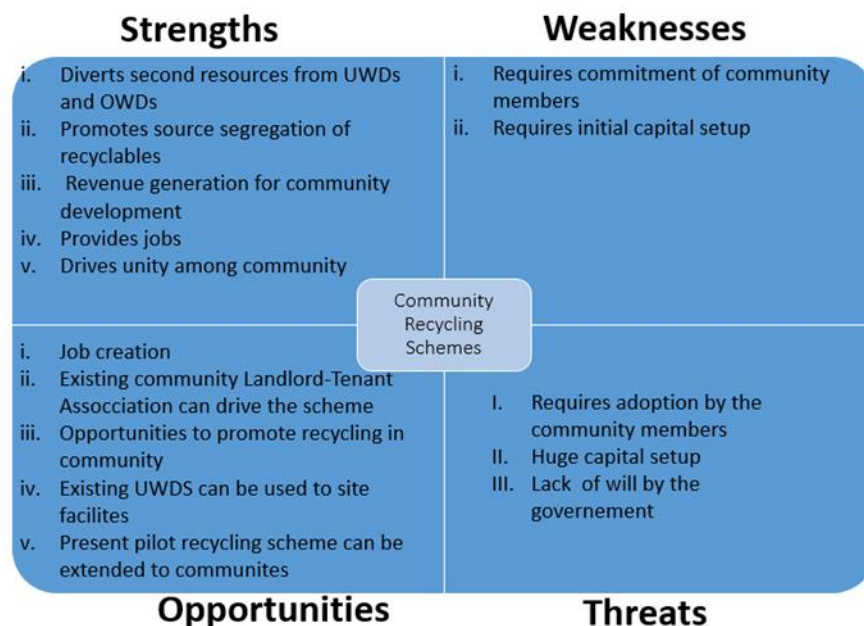 Strengths
i. Diverts second resources from UWDs
and OWDs
ii. Promotes source segregation of
recyclables
iii. Revenue generation for community
development
iv. Provides jobs
v. Drives unity among community
Weaknesses
i. Requires commitment of community
members
ii. Requires initial capital setup
Community
Recycling
Schemes
i. Job creation
ii. Existing community Landlord-Tenant
Assocciation can drive the scheme
iii. Opportunities to promote recycling in
community
iv. Existing UWDS can be used to site
facilites
v. Present pilot recycling scheme can be
extended to communites
Opportunities
I. Requires adoption by the
community members
II. Huge capital setup
III. Lack of will by the
governement
Threats